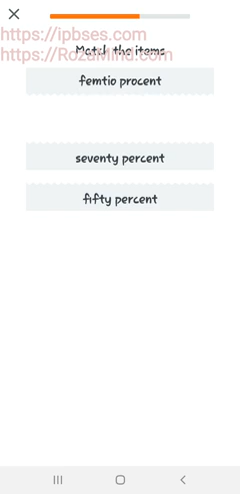 https://ipbses.com
Match the items
https://RozaMind.com
femtio procent
seventy percent
fifty percent